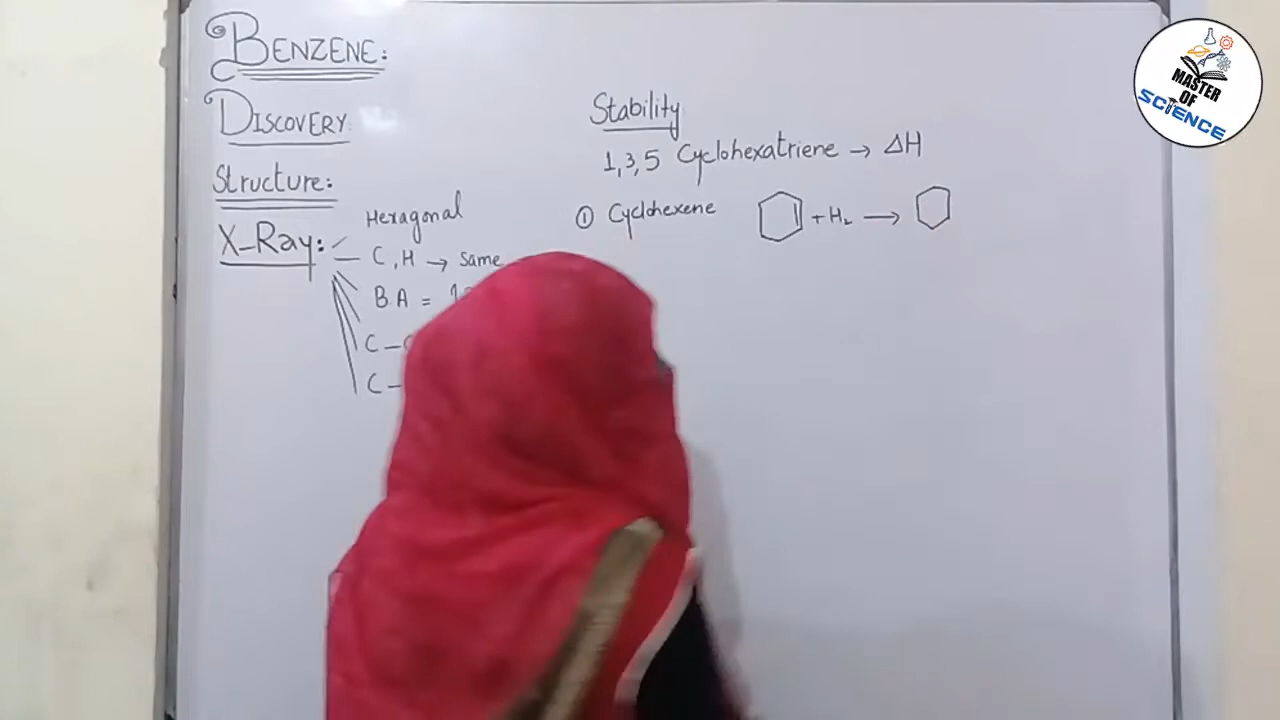 BENZENE:
DISCOVERY
Structure:
X-Ray:
Hexagonal
C, H → same
BA =
C –
C –
Stability
1,3,5 Cyclohexatriene → ΔH
① Cyclohexene + H₂ →
MASTER
OF
SCIENCE